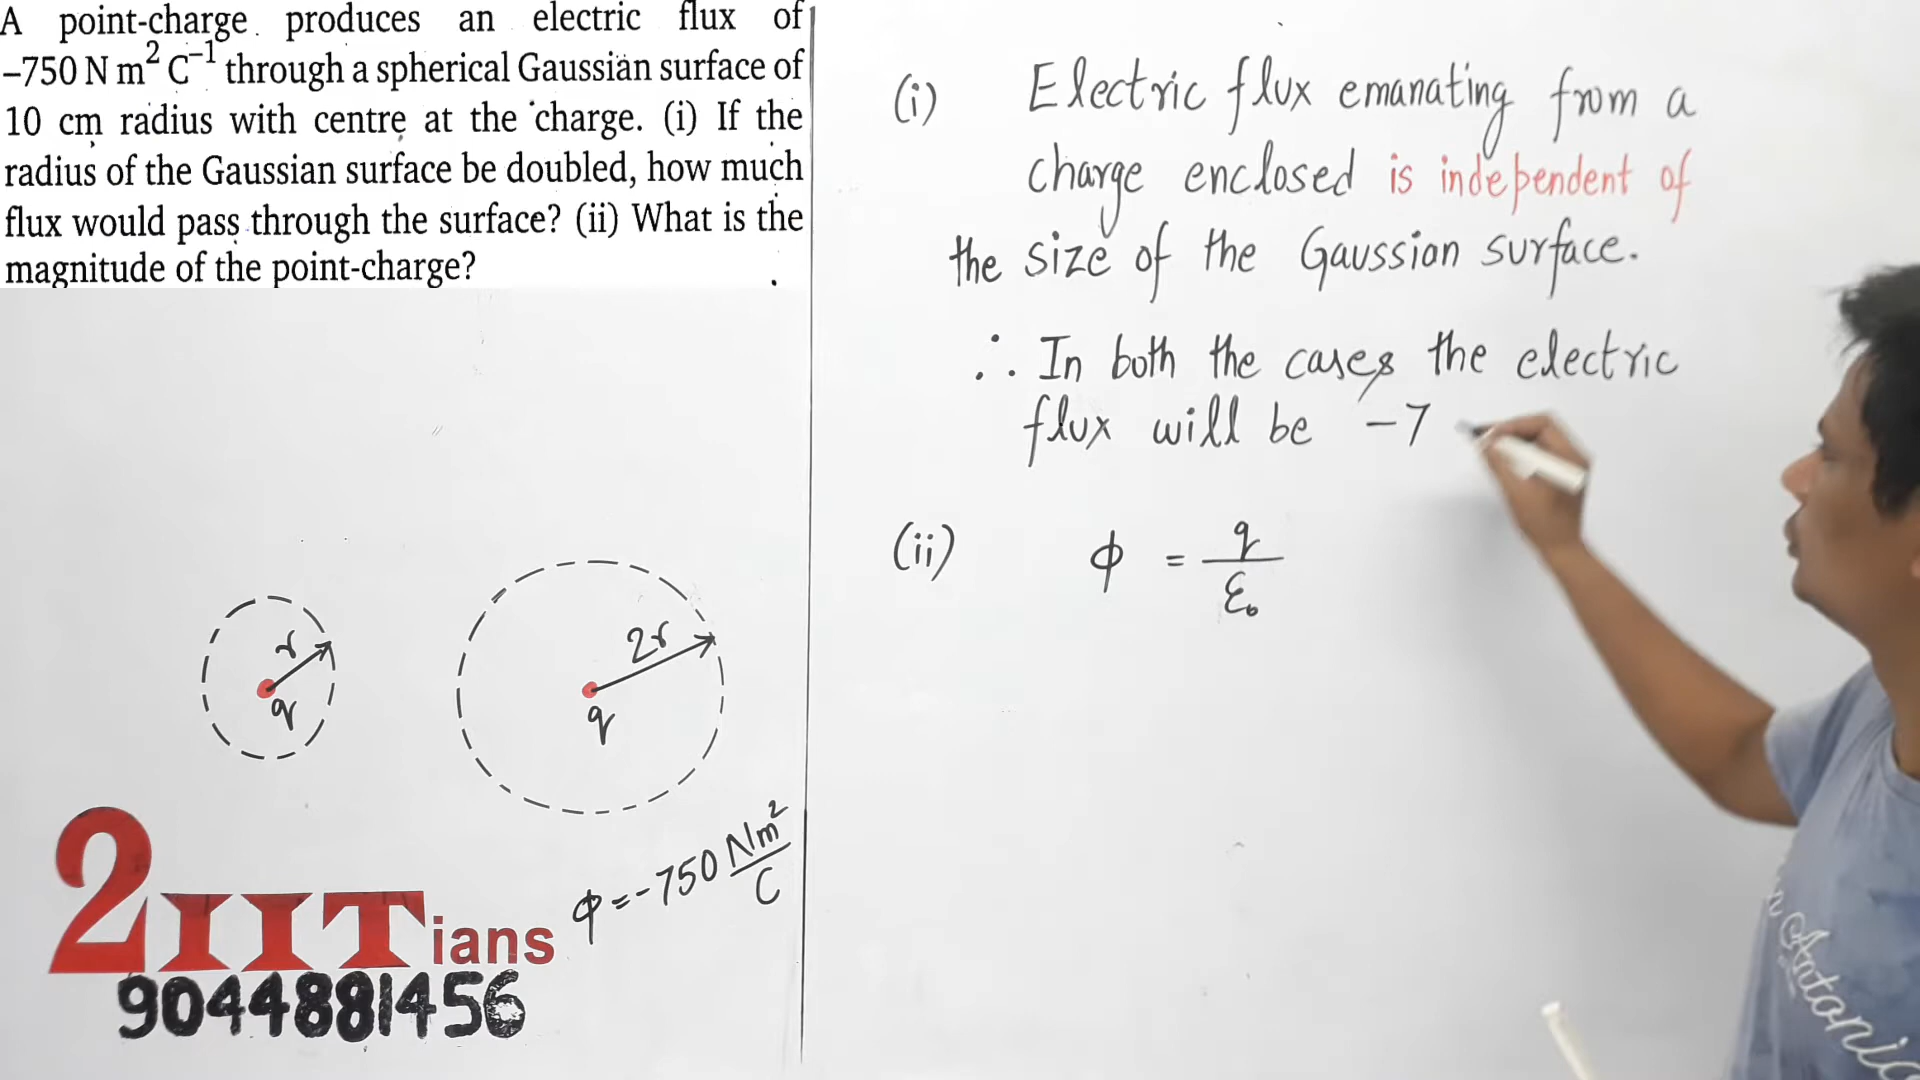 A point-charge produces an electric flux of
–750 N m² C⁻¹ through a spherical Gaussian surface of
10 cm radius with centre at the charge. (i) If the
radius of the Gaussian surface be doubled, how much
flux would pass through the surface? (ii) What is the
magnitude of the point-charge?
(i) Electric flux emanating from a
charge enclosed is independent of
the size of the Gaussian surface.
∴ In both the cases, the electric
flux will be -7
(ii) ϕ = q/ε₀
r
q
2r
q
ϕ = -750 Nm²/C
2IITians
9044881456
Antonio